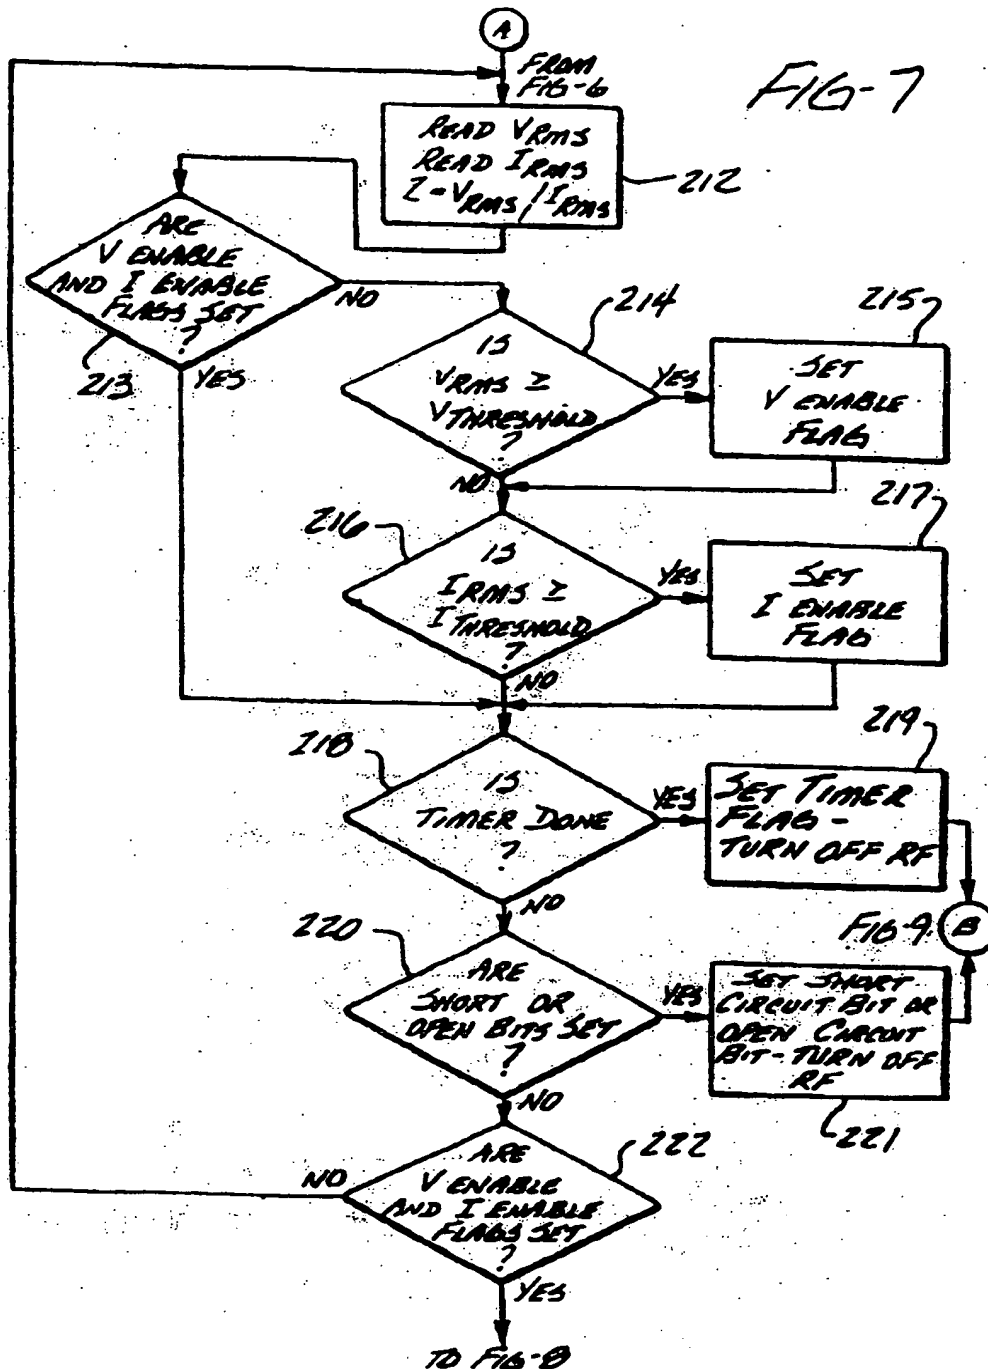 A
FROM
FIG-6
FIG-7
READ VRMS
READ IRMS
Z=VRMS/IRMS
212
ARE
V ENABLE
AND I ENABLE
FLAGS SET
?
213
NO
YES
214
IS
VRMS ≥
VTHRESHOLD
?
YES
NO
215
SET
V ENABLE
FLAG
216
IS
IRMS ≥
ITHRESHOLD
?
YES
NO
217
SET
I ENABLE
FLAG
218
IS
TIMER DONE
?
YES
NO
219
SET TIMER
FLAG-
TURN OFF RF
FIG-9
B
220
ARE
SHORT OR
OPEN BITS SET
?
YES
NO
SET SHORT
CIRCUIT BIT OR
OPEN CIRCUIT
BIT-TURN OFF
RF
221
222
ARE
V ENABLE
AND I ENABLE
FLAGS SET
?
NO
YES
TO FIG-8